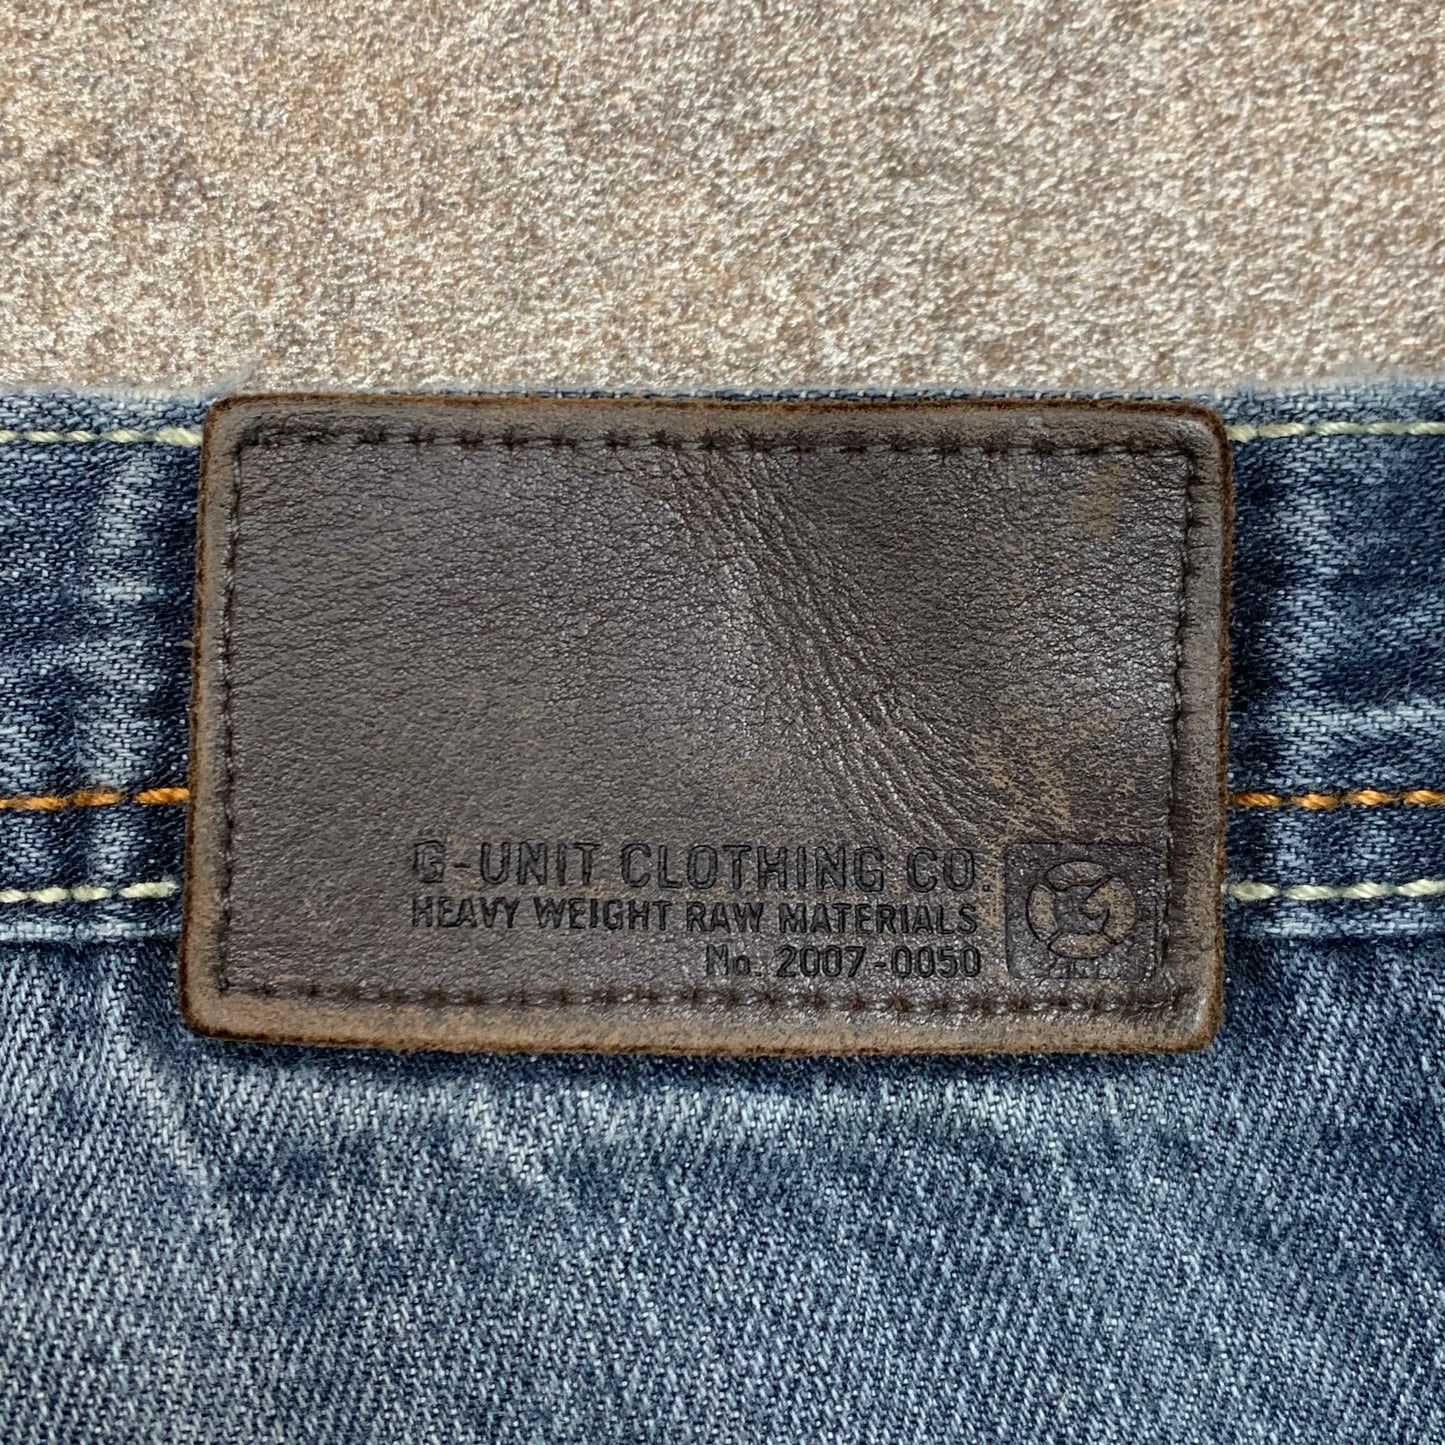 G-UNIT CLOTHING CO.
HEAVY WEIGHT RAW MATERIALS
No. 2007-0050